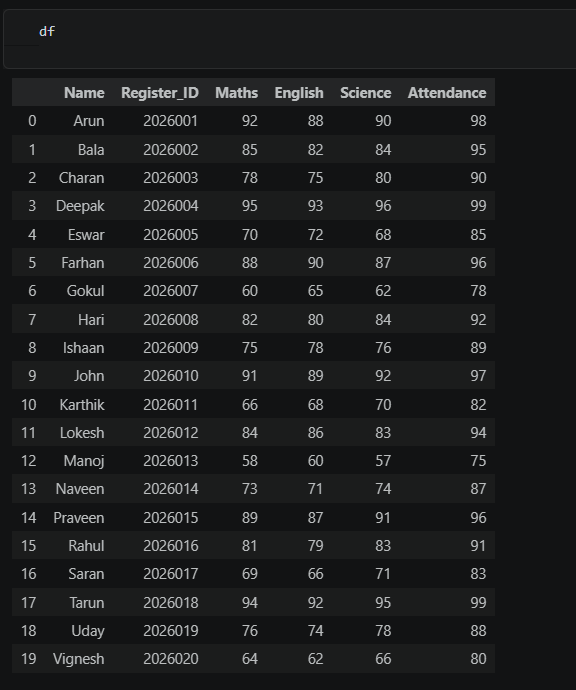 df
Name Register_ID Maths English Science Attendance
0 Arun 2026001 92 88 90 98
1 Bala 2026002 85 82 84 95
2 Charan 2026003 78 75 80 90
3 Deepak 2026004 95 93 96 99
4 Eswar 2026005 70 72 68 85
5 Farhan 2026006 88 90 87 96
6 Gokul 2026007 60 65 62 78
7 Hari 2026008 82 80 84 92
8 Ishaan 2026009 75 78 76 89
9 John 2026010 91 89 92 97
10 Karthik 2026011 66 68 70 82
11 Lokesh 2026012 84 86 83 94
12 Manoj 2026013 58 60 57 75
13 Naveen 2026014 73 71 74 87
14 Praveen 2026015 89 87 91 96
15 Rahul 2026016 81 79 83 91
16 Saran 2026017 69 66 71 83
17 Tarun 2026018 94 92 95 99
18 Uday 2026019 76 74 78 88
19 Vignesh 2026020 64 62 66 80